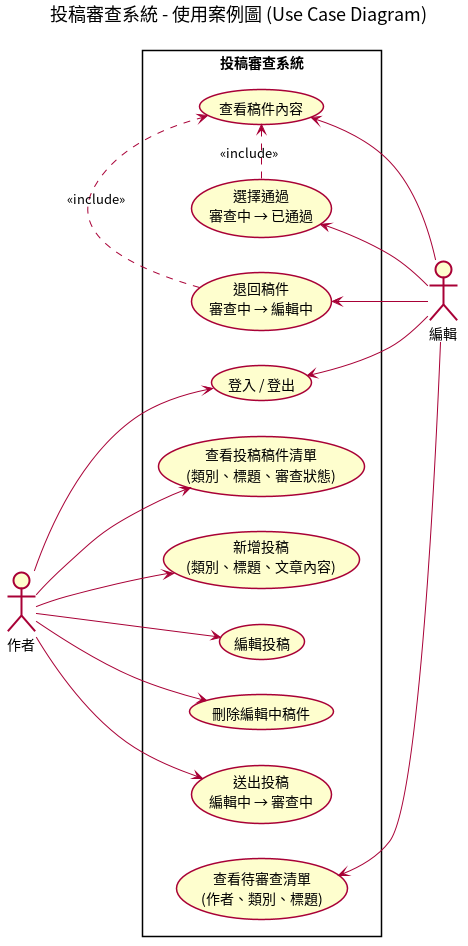 投稿審查系統 - 使用案例圖 (Use Case Diagram)
投稿審查系統
查看稿件內容
«include»
選擇通過
審查中 → 已通過
«include»
退回稿件
審查中 → 編輯中
編輯
登入 / 登出
查看投稿稿件清單
(類別、標題、審查狀態)
新增投稿
(類別、標題、文章內容)
作者
編輯投稿
刪除編輯中稿件
送出投稿
編輯中 → 審查中
查看待審查清單
(作者、類別、標題)